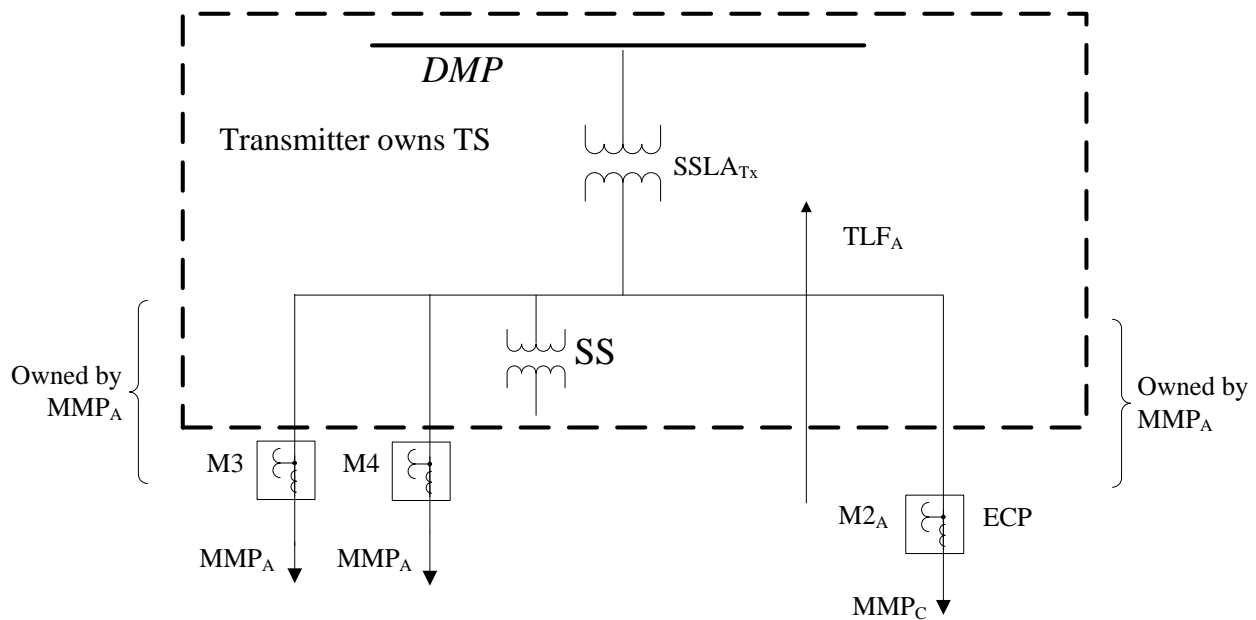 DMP
Transmitter owns TS
SSLATx
TLFA
SS
Owned by
MMPA
Owned by
MMPA
M3
M4
M2A
ECP
MMPA
MMPA
MMPC